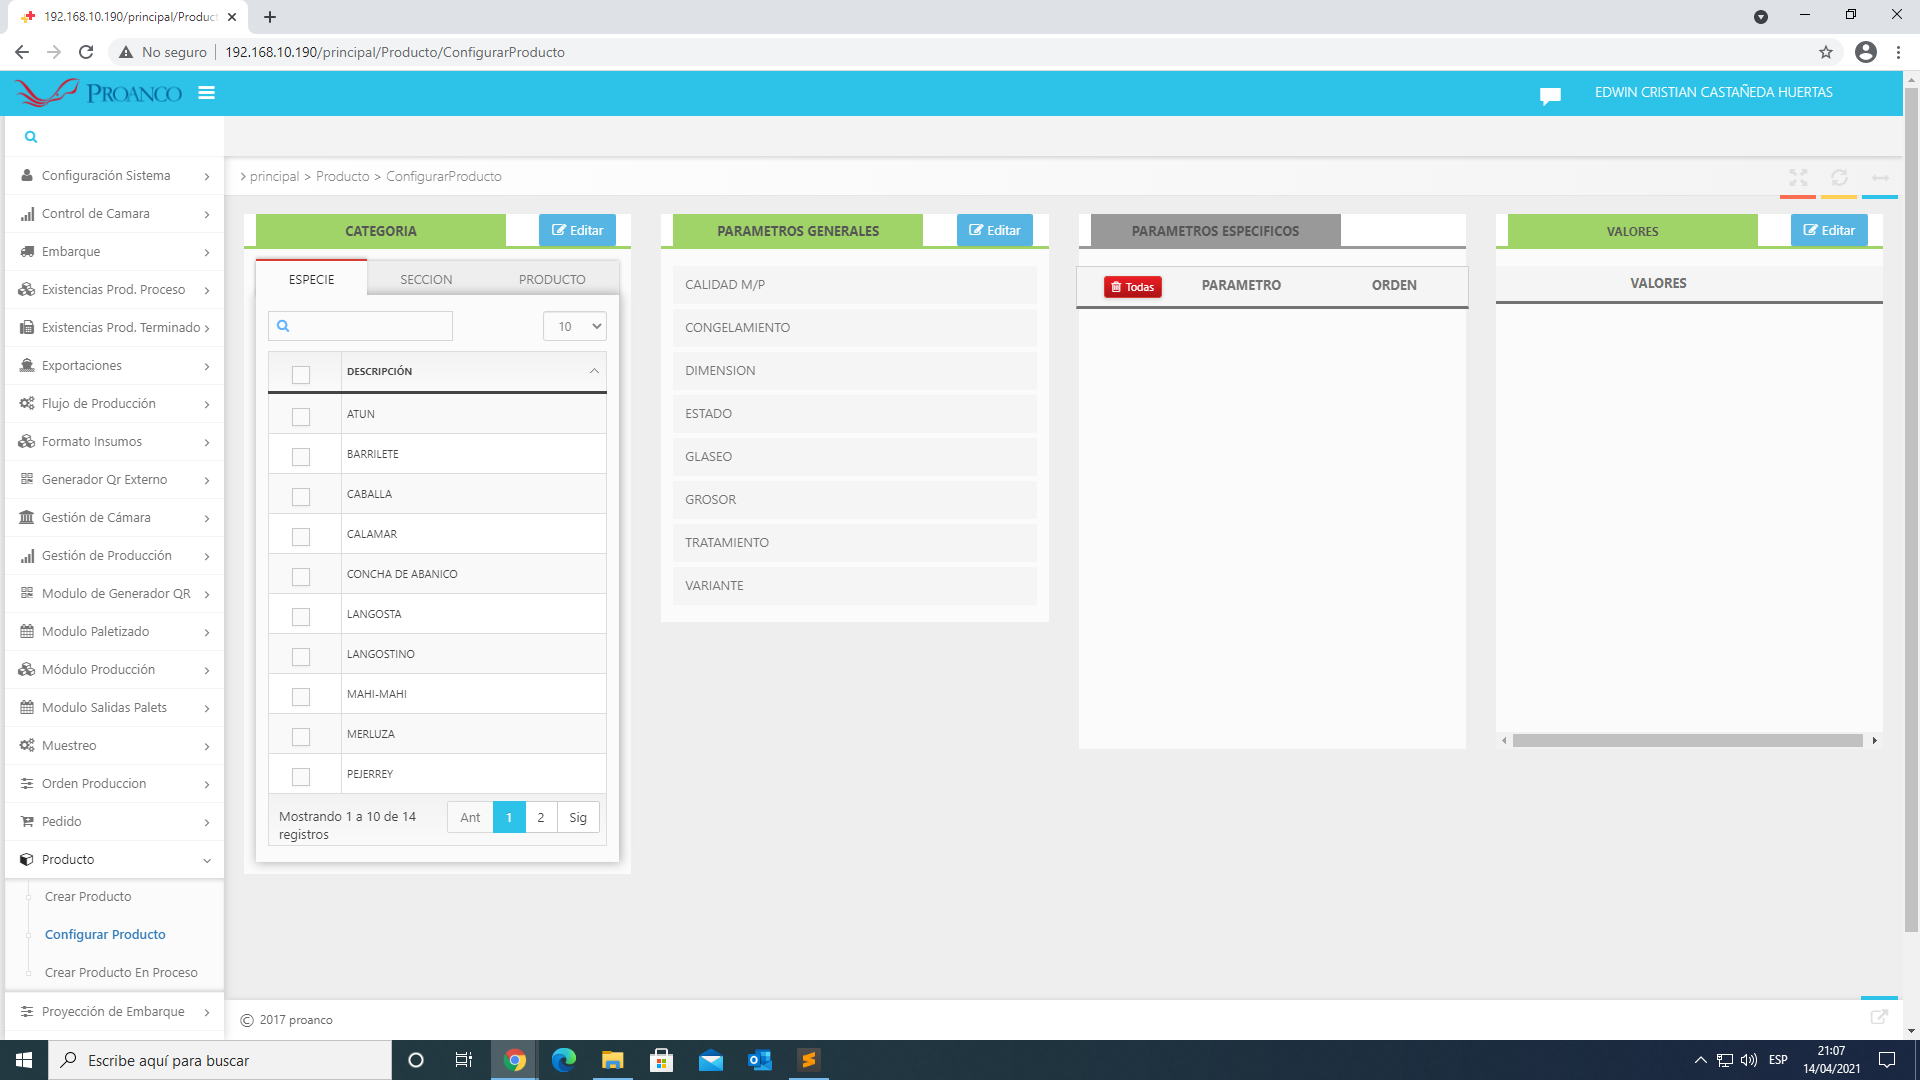 192.168.10.190/principal/Produc
No seguro
192.168.10.190/principal/Producto/ConfigurarProducto
PROANCO
EDWIN CRISTIAN CASTAÑEDA HUERTAS
Configuración Sistema
Control de Camara
Embarque
Existencias Prod. Proceso
Existencias Prod. Terminado
Exportaciones
Flujo de Producción
Formato Insumos
Generador Qr Externo
Gestión de Cámara
Gestión de Producción
Modulo de Generador QR
Modulo Paletizado
Módulo Producción
Modulo Salidas Palets
Muestreo
Orden Produccion
Pedido
Producto
Crear Producto
Configurar Producto
Crear Producto En Proceso
Proyección de Embarque
> principal > Producto > ConfigurarProducto
CATEGORIA
Editar
ESPECIE SECCION PRODUCTO
10
DESCRIPCIÓN
ATUN
BARRILETE
CABALLA
CALAMAR
CONCHA DE ABANICO
LANGOSTA
LANGOSTINO
MAHI-MAHI
MERLUZA
PEJERREY
Mostrando 1 a 10 de 14
registros
Ant 1 2 Sig
PARAMETROS GENERALES
Editar
CALIDAD M/P
CONGELAMIENTO
DIMENSION
ESTADO
GLASEO
GROSOR
TRATAMIENTO
VARIANTE
PARAMETROS ESPECIFICOS
Todas PARAMETRO ORDEN
VALORES
Editar
VALORES
© 2017 proanco
Escribe aquí para buscar
ESP
21:07
14/04/2021